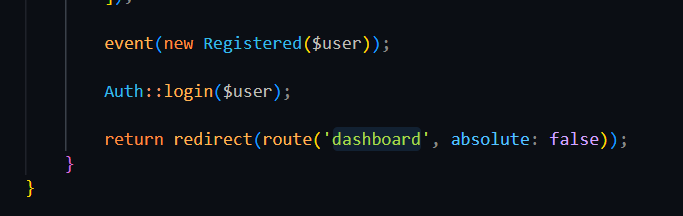 ]);
event(new Registered($user));
Auth::login($user);
return redirect(route('dashboard', absolute: false));
}
}